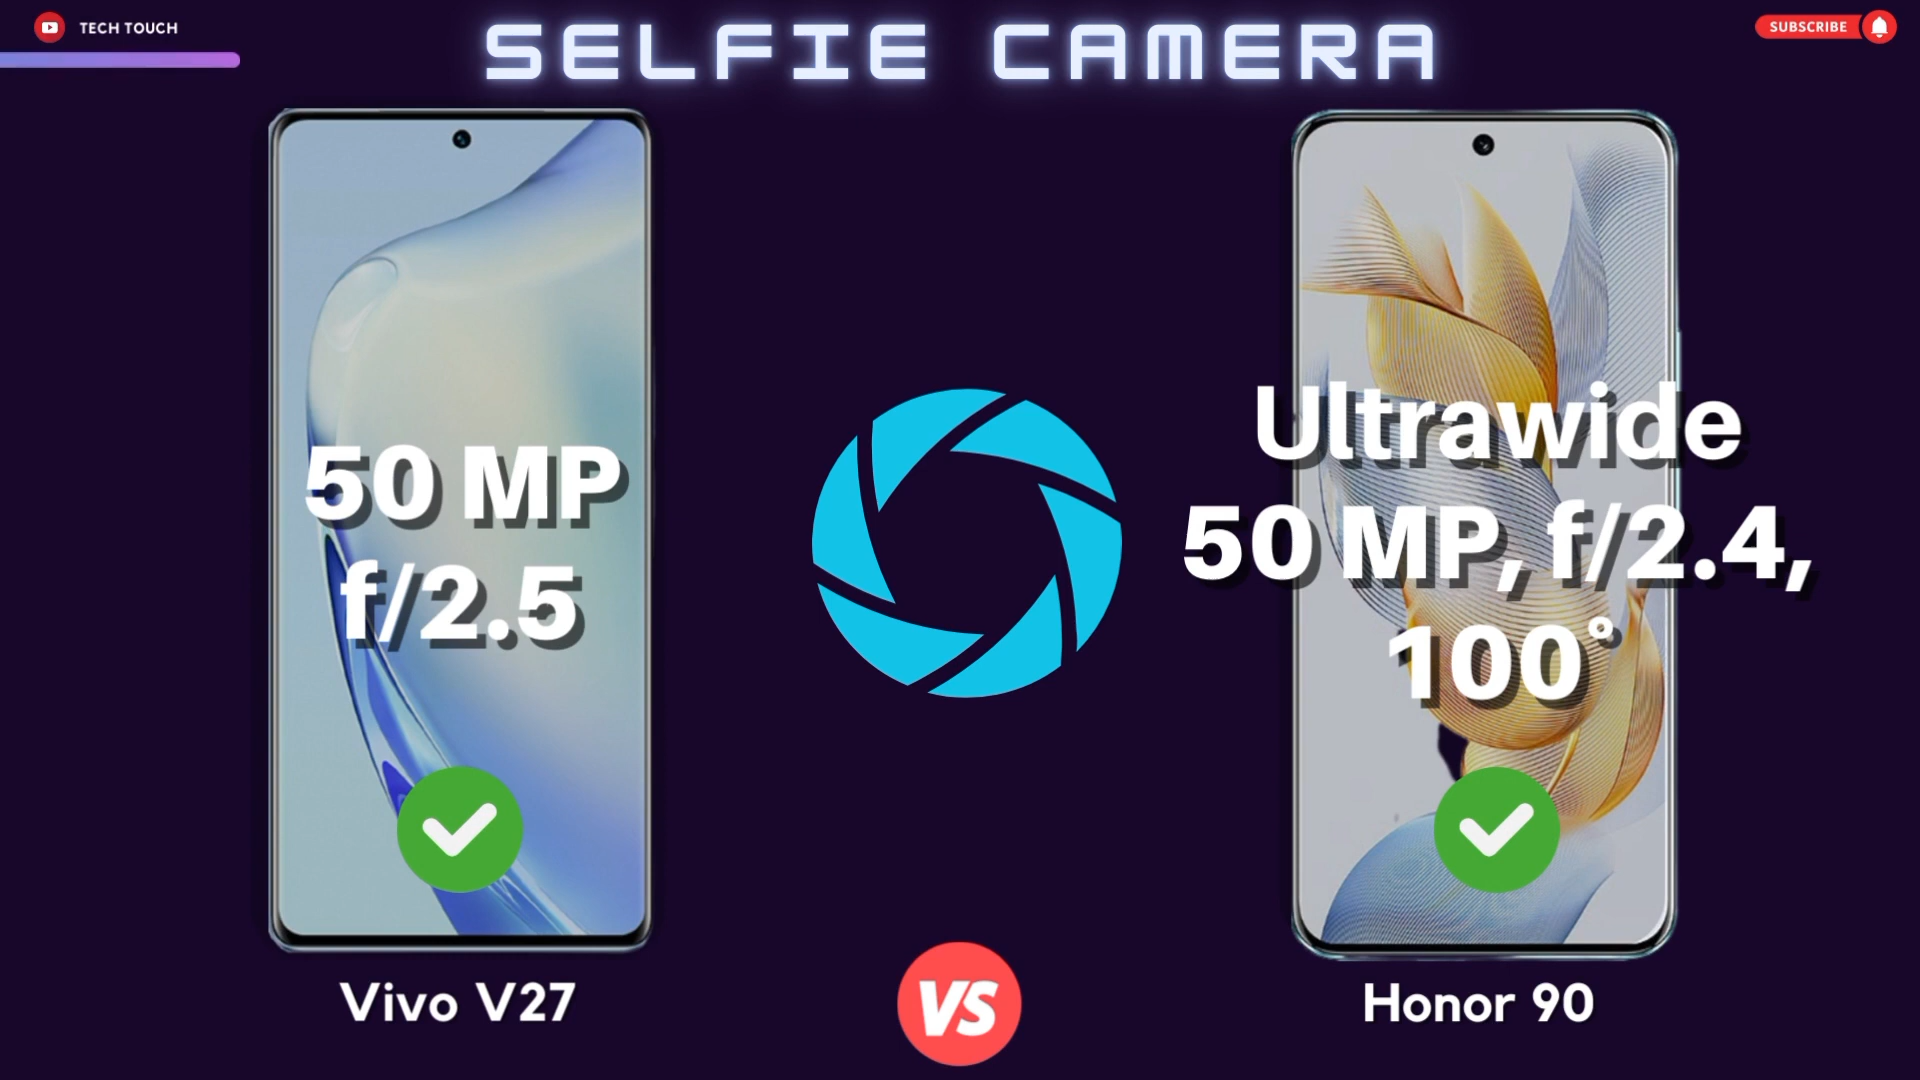 TECH TOUCH
SELFIE CAMERA
SUBSCRIBE
50 MP
f/2.5
Ultrawide
50 MP, f/2.4,
100°
Vivo V27
VS
Honor 90